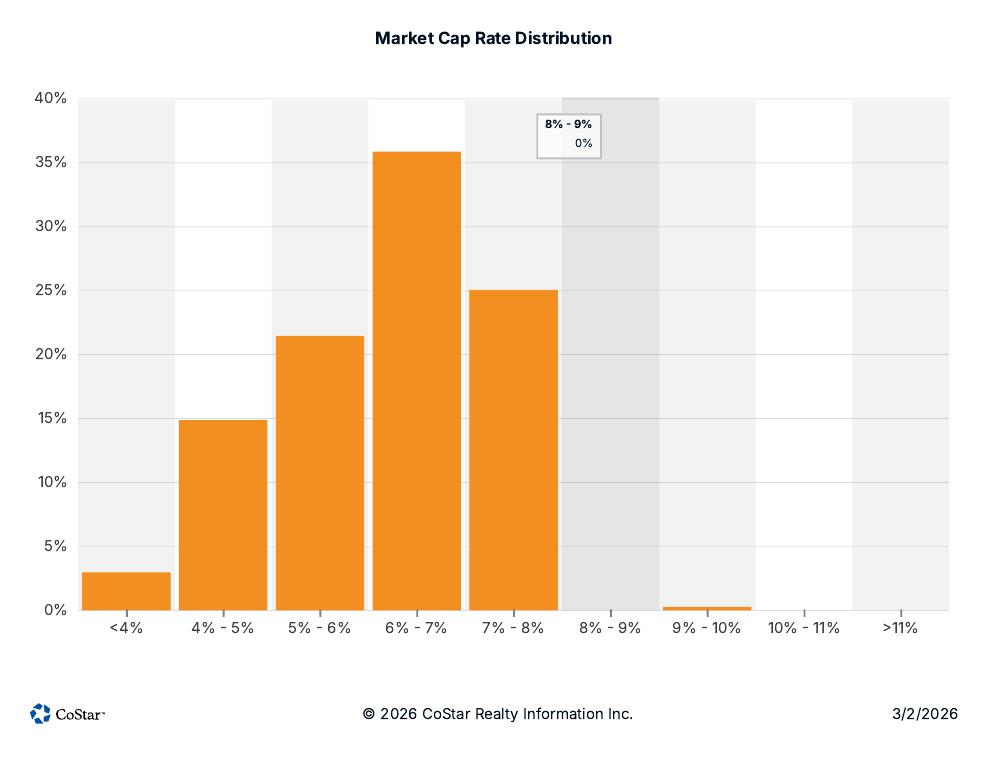 Market Cap Rate Distribution
40%
8% - 9%
0%
35%
30%
25%
20%
15%
10%
5%
0%
<4% 4% - 5% 5% - 6% 6% - 7% 7% - 8% 8% - 9% 9% - 10% 10% - 11% >11%
CoStar™ © 2026 CoStar Realty Information Inc. 3/2/2026